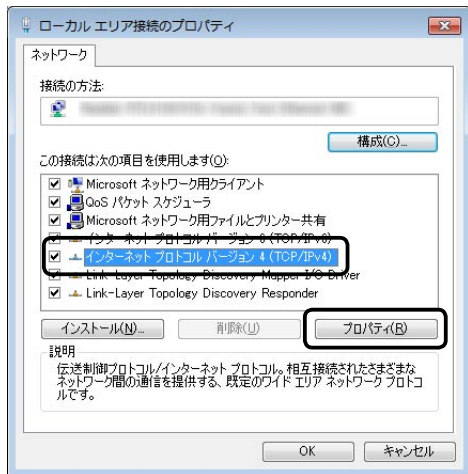 ローカル エリア接続のプロパティ
ネットワーク
接続の方法:
構成(C)...
この接続は次の項目を使用します(O):
Microsoft ネットワーク用クライアント
QoS パケット スケジューラ
Microsoft ネットワーク用ファイルとプリンター共有
インターネット プロトコル バージョン 6 (TCP/IPv6)
インターネット プロトコル バージョン 4 (TCP/IPv4)
Link-Layer Topology Discovery Mapper I/O Driver
Link-Layer Topology Discovery Responder
インストール(N)... 削除(U) プロパティ(R)
説明
伝送制御プロトコル/インターネット プロトコル。相互接続されたさまざまな
ネットワーク間の通信を提供する、既定のワイド エリア ネットワーク プロトコ
ルです。
OK キャンセル